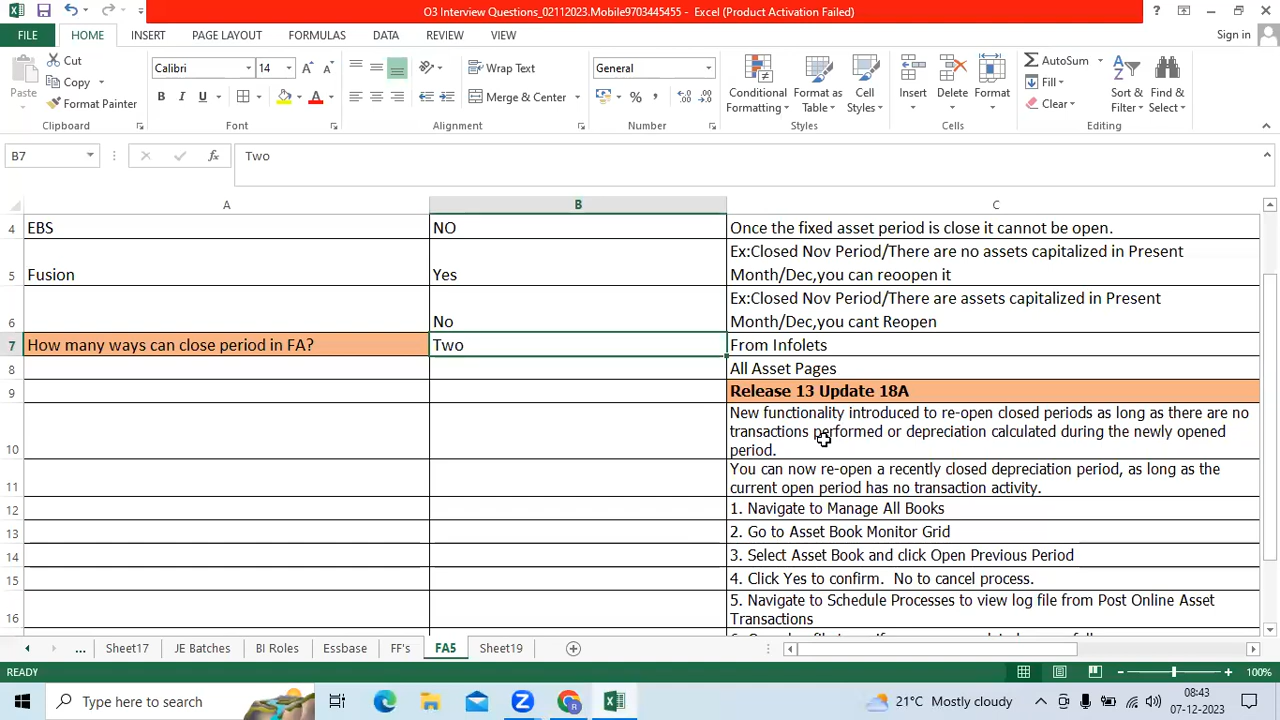 O3 Interview Questions_02112023.Mobile9703445455 - Excel (Product Activation Failed)
FILE HOME INSERT PAGE LAYOUT FORMULAS DATA REVIEW VIEW Sign in
Paste Cut Copy Format Painter Clipboard
Calibri 14 B I U A Font
Wrap Text Merge & Center Alignment
General % Number
Conditional Formatting Format as Table Cell Styles Styles
Insert Delete Format Cells
AutoSum Fill Clear Sort & Filter Find & Select Editing
B7 fx Two
A B C
4 EBS NO Once the fixed asset period is close it cannot be open.
Ex:Closed Nov Period/There are no assets capitalized in Present
5 Fusion Yes Month/Dec,you can reoopen it
Ex:Closed Nov Period/There are assets capitalized in Present
6 No Month/Dec,you cant Reopen
7 How many ways can close period in FA? Two From Infolets
8 All Asset Pages
9 Release 13 Update 18A
New functionality introduced to re-open closed periods as long as there are no
transactions performed or depreciation calculated during the newly opened
10 period.
You can now re-open a recently closed depreciation period, as long as the
11 current open period has no transaction activity.
12 1. Navigate to Manage All Books
13 2. Go to Asset Book Monitor Grid
14 3. Select Asset Book and click Open Previous Period
15 4. Click Yes to confirm. No to cancel process.
5. Navigate to Schedule Processes to view log file from Post Online Asset
16 Transactions
... Sheet17 JE Batches BI Roles Essbase FF's FA5 Sheet19
READY 100%
Type here to search 21°C Mostly cloudy 08:43
07-12-2023